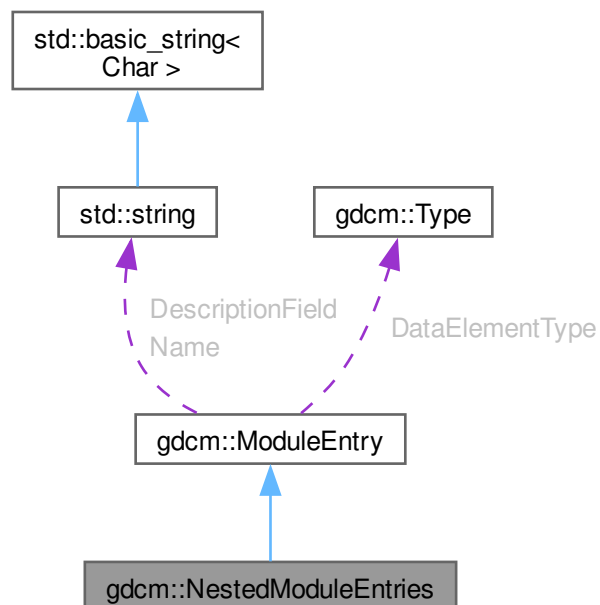 std::basic_string<
Char >
std::string
gdcm::Type
DescriptionField
Name
DataElementType
gdcm::ModuleEntry
gdcm::NestedModuleEntries